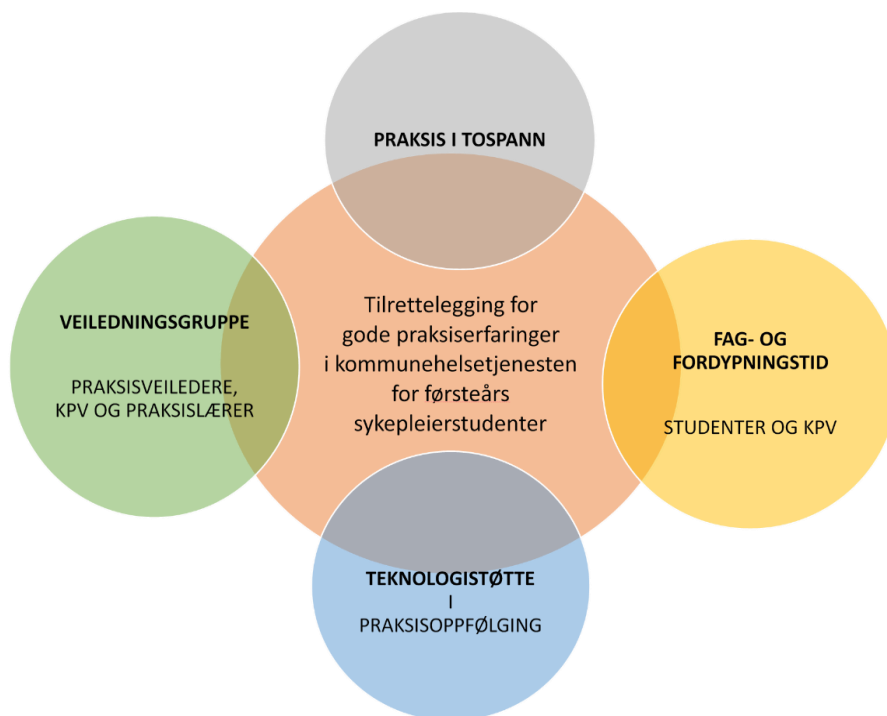 PRAKSIS I TOSPANN
VEILEDNINGSGRUPPE
PRAKSISVEILEDERE,
KPV OG PRAKSISLÆRER
Tilrettelegging for
gode praksiserfaringer
i kommunehelsetjenesten
for førsteårs
sykepleierstudenter
FAG- OG
FORDYPNINGSTID
STUDENTER OG KPV
TEKNOLOGISTØTTE
I
PRAKSISOPPFØLGING